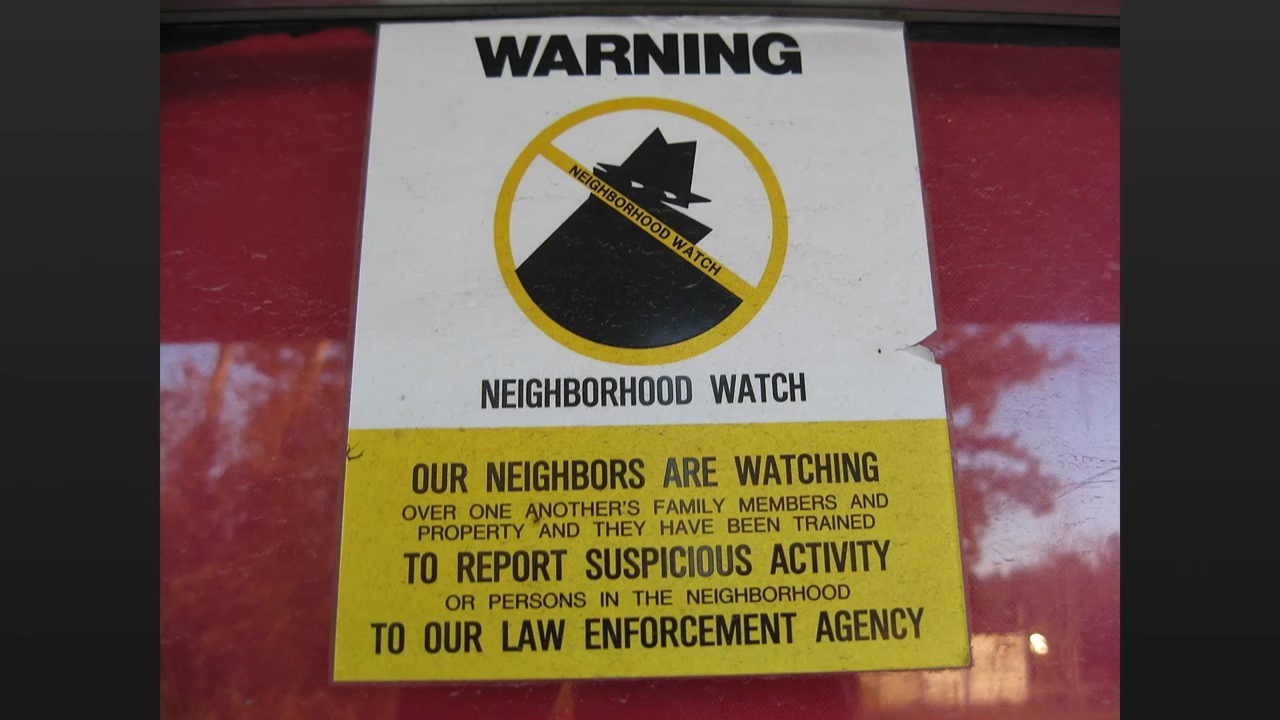 WARNING
NEIGHBORHOOD WATCH
NEIGHBORHOOD WATCH
OUR NEIGHBORS ARE WATCHING
OVER ONE ANOTHER'S FAMILY MEMBERS AND
PROPERTY AND THEY HAVE BEEN TRAINED
TO REPORT SUSPICIOUS ACTIVITY
OR PERSONS IN THE NEIGHBORHOOD
TO OUR LAW ENFORCEMENT AGENCY